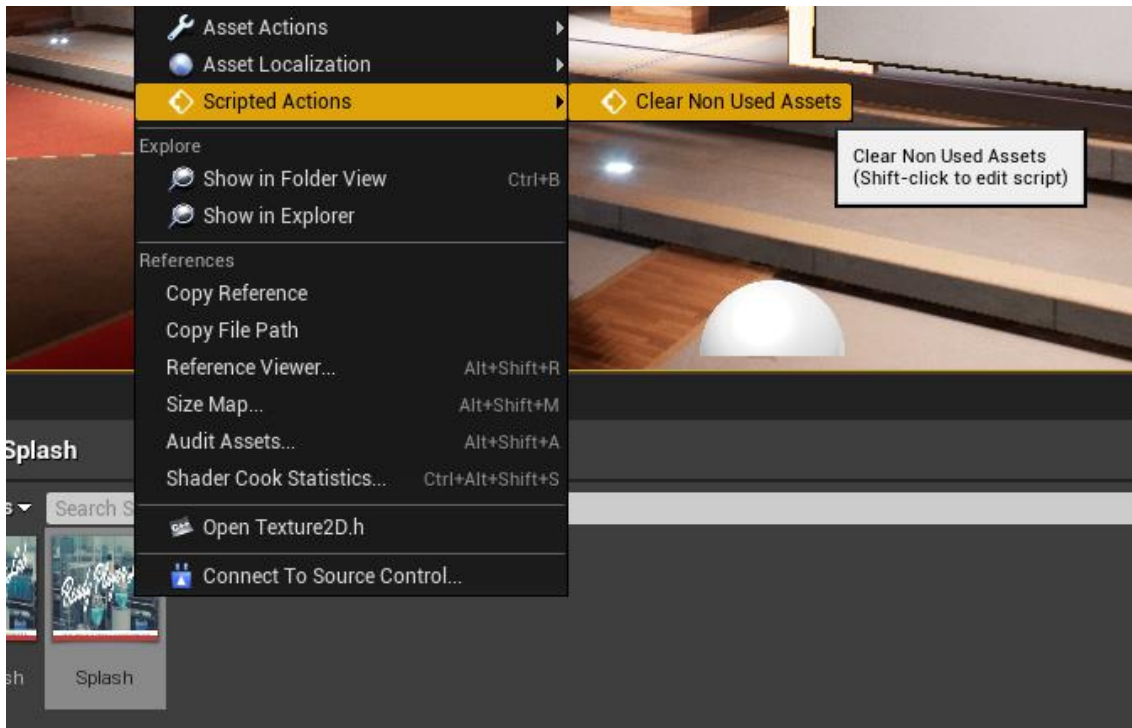 Asset Actions
Asset Localization
Scripted Actions
Clear Non Used Assets
Clear Non Used Assets
(Shift-click to edit script)
Explore
Show in Folder View Ctrl+B
Show in Explorer
References
Copy Reference
Copy File Path
Reference Viewer... Alt+Shift+R
Size Map... Alt+Shift+M
Audit Assets... Alt+Shift+A
Shader Cook Statistics... Ctrl+Alt+Shift+S
Open Texture2D.h
Connect To Source Control...
Splash
Search S
Splash